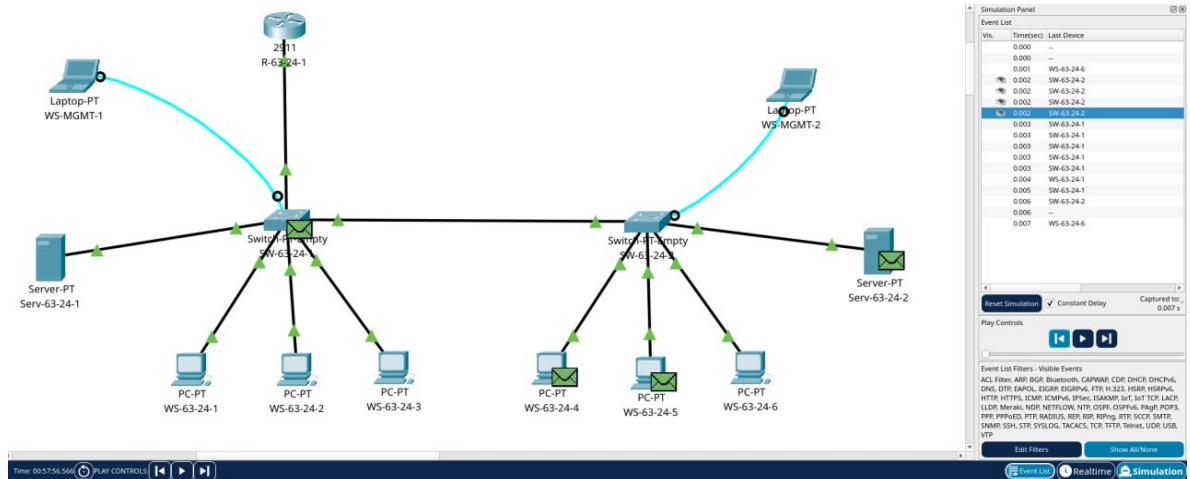 Simulation Panel
Event List
Vis. Time(sec) Last Device
0.000 --
0.000 --
0.001 WS-63-24-6
0.002 SW-63-24-2
0.002 SW-63-24-2
0.002 SW-63-24-2
0.002 SW-63-24-2
0.003 SW-63-24-1
0.003 SW-63-24-1
0.003 SW-63-24-1
0.003 SW-63-24-1
0.003 SW-63-24-1
0.004 WS-63-24-1
0.005 SW-63-24-1
0.006 SW-63-24-2
0.006 --
0.007 WS-63-24-6
Reset Simulation Constant Delay Captured to:
0.007 s
Play Controls
Event List Filters - Visible Events
ACL Filter, ARP, BGP, Bluetooth, CAPWAP, CDP, DHCP, DHCPv6,
DNS, DTP, EAPOL, EIGRP, EIGRPv6, FTP, H.323, HSRP, HSRPv6,
HTTP, HTTPS, ICMP, ICMPv6, IPSec, ISAKMP, IoT, IoT TCP, LACP,
LLDP, Meraki, NDP, NETFLOW, NTP, OSPF, OSPFv6, PAgP, POP3,
PPP, PPPoED, PTP, RADIUS, REP, RIP, RIPng, RTP, SCCP, SMTP,
SNMP, SSH, STP, SYSLOG, TACACS, TCP, TFTP, Telnet, UDP, USB,
VTP
Edit Filters Show All/None
2911
R-63-24-1
Laptop-PT
WS-MGMT-1
Laptop-PT
WS-MGMT-2
Switch-PT-Empty
SW-63-24-1
Switch-PT-Empty
SW-63-24-2
Server-PT
Serv-63-24-1
Server-PT
Serv-63-24-2
PC-PT
WS-63-24-1
PC-PT
WS-63-24-2
PC-PT
WS-63-24-3
PC-PT
WS-63-24-4
PC-PT
WS-63-24-5
PC-PT
WS-63-24-6
Time: 00:57:56.566 PLAY CONTROLS: Event List Realtime Simulation